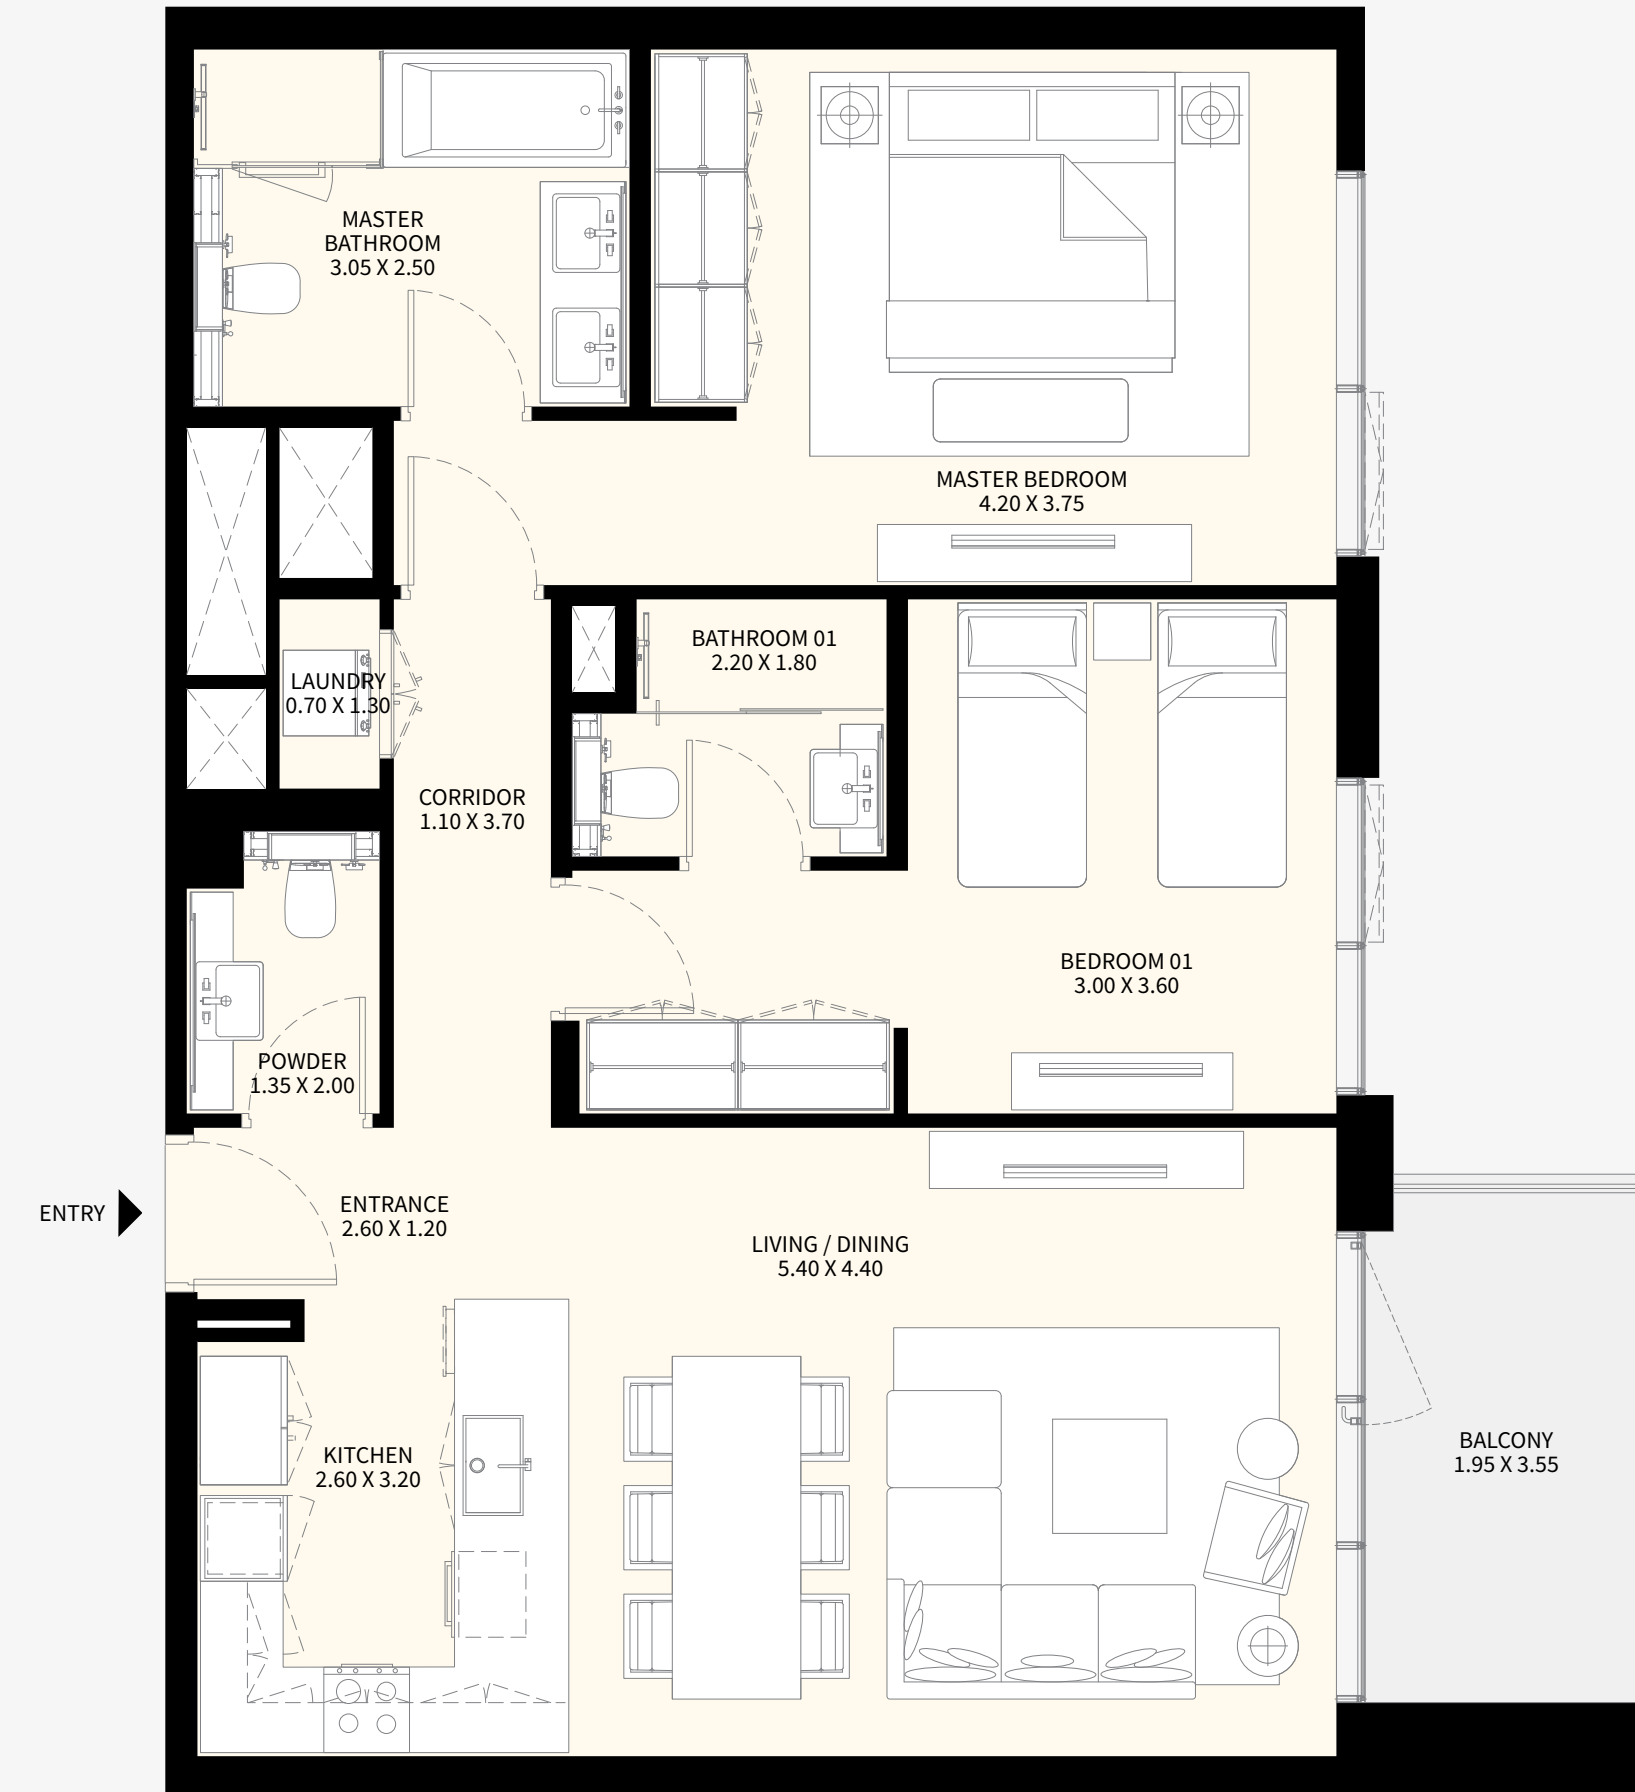 MASTER
BATHROOM
3.05 X 2.50
MASTER BEDROOM
4.20 X 3.75
BATHROOM 01
2.20 X 1.80
LAUNDRY
0.70 X 1.30
CORRIDOR
1.10 X 3.70
BEDROOM 01
3.00 X 3.60
POWDER
1.35 X 2.00
ENTRY
ENTRANCE
2.60 X 1.20
LIVING / DINING
5.40 X 4.40
KITCHEN
2.60 X 3.20
BALCONY
1.95 X 3.55